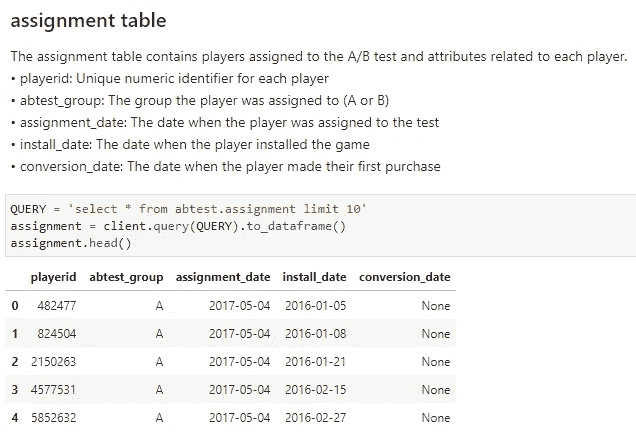 assignment table
The assignment table contains players assigned to the A/B test and attributes related to each player.
• playerid: Unique numeric identifier for each player
• abtest_group: The group the player was assigned to (A or B)
• assignment_date: The date when the player was assigned to the test
• install_date: The date when the player installed the game
• conversion_date: The date when the player made their first purchase
QUERY = 'select * from abtest.assignment limit 10'
assignment = client.query(QUERY).to_dataframe()
assignment.head()
playerid abtest_group assignment_date install_date conversion_date
0 482477 A 2017-05-04 2016-01-05 None
1 824504 A 2017-05-04 2016-01-08 None
2 2150263 A 2017-05-04 2016-01-21 None
3 4577531 A 2017-05-04 2016-02-15 None
4 5852632 A 2017-05-04 2016-02-27 None